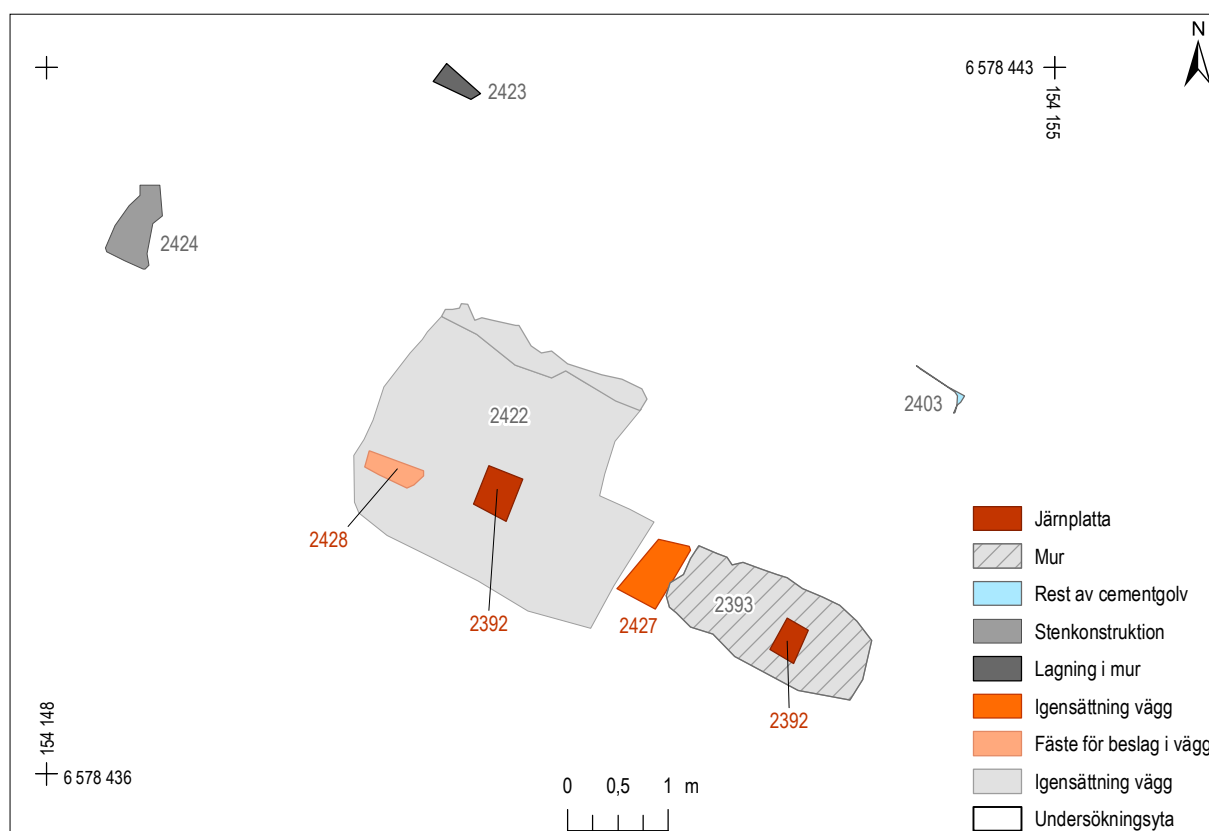 N
6 578 443
154 155
2423
2424
2422
2403
2428
2392
2427
2393
2392
154 148
6 578 436
0 0,5 1 m
Järnplatta
Mur
Rest av cementgolv
Stenkonstruktion
Lagning i mur
Igensättning vägg
Fäste för beslag i vägg
Igensättning vägg
Undersökningsyta